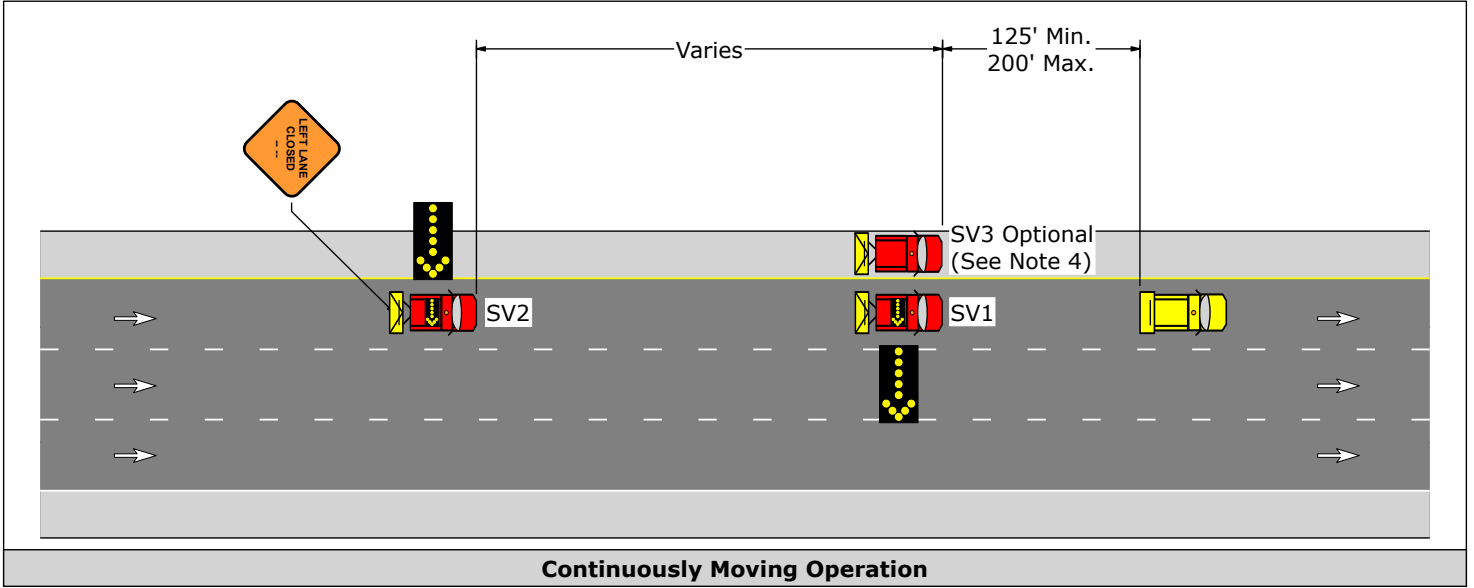 Varies
125' Min.
200' Max.
LEFT LANE
CLOSED
-- --
SV3 Optional
(See Note 4)
SV2
SV1
Continuously Moving Operation